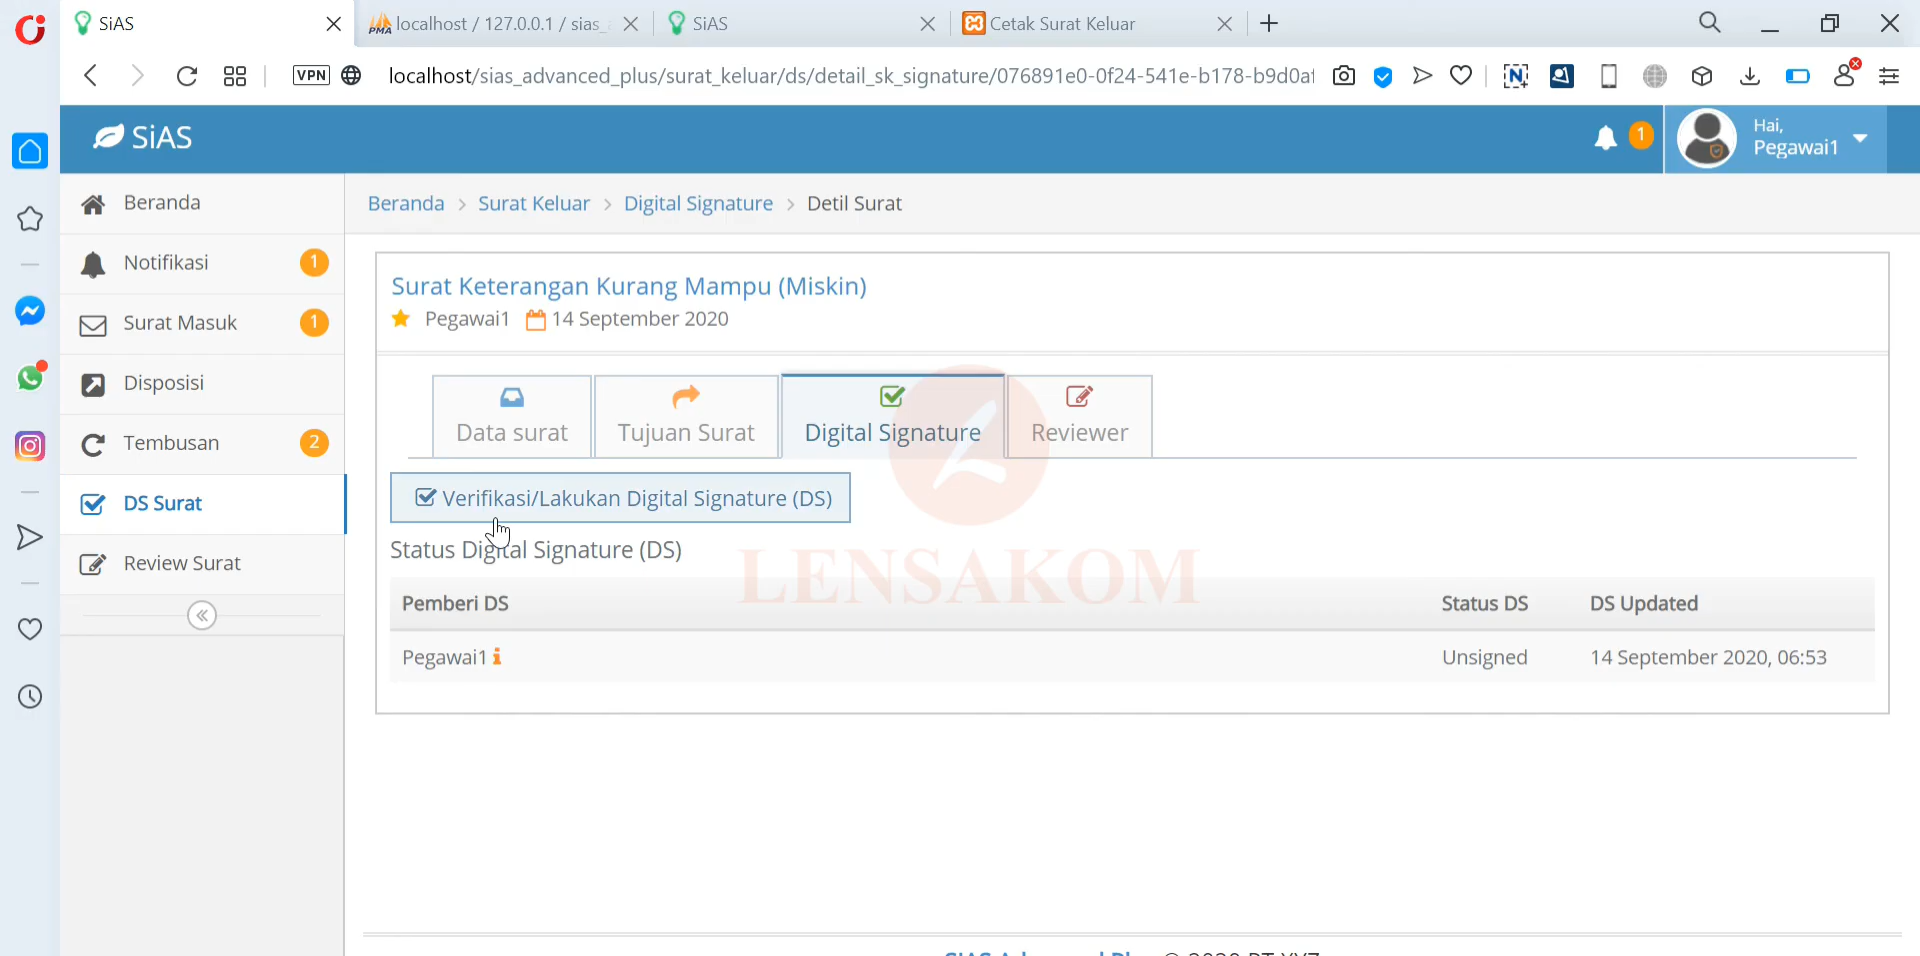 SiAS
localhost / 127.0.0.1 / sias_
SiAS
Cetak Surat Keluar
VPN
localhost/sias_advanced_plus/surat_keluar/ds/detail_sk_signature/076891e0-0f24-541e-b178-b9d0a
SiAS
1
Hai,
Pegawai1
Beranda
Notifikasi 1
Surat Masuk 1
Disposisi
Tembusan 2
DS Surat
Review Surat
Beranda > Surat Keluar > Digital Signature > Detil Surat
Surat Keterangan Kurang Mampu (Miskin)
Pegawai1 14 September 2020
Data surat
Tujuan Surat
Digital Signature
Reviewer
Verifikasi/Lakukan Digital Signature (DS)
Status Digital Signature (DS)
LENSAKOM
Pemberi DS Status DS DS Updated
Pegawai1 Unsigned 14 September 2020, 06:53